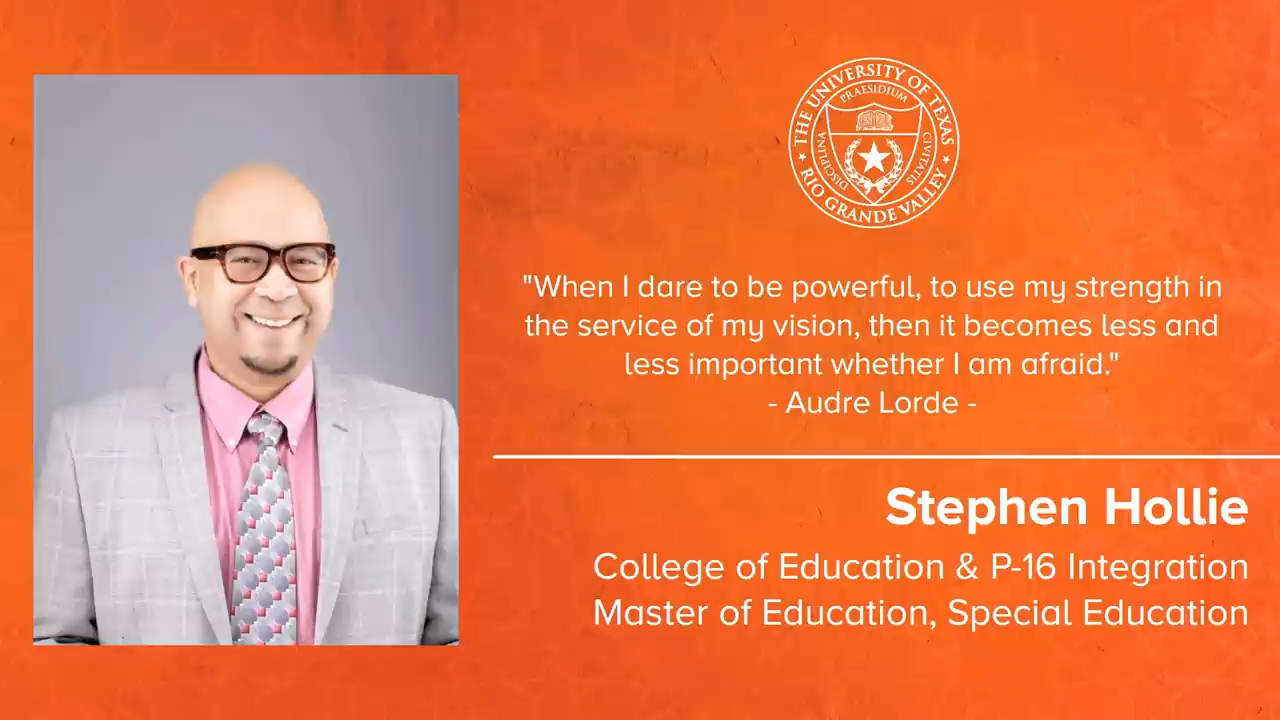 THE UNIVERSITY OF TEXAS
RIO GRANDE VALLEY
PRAESIDIUM
DISCIPLINA
CIVITATIS
"When I dare to be powerful, to use my strength in
the service of my vision, then it becomes less and
less important whether I am afraid."
- Audre Lorde -
Stephen Hollie
College of Education & P-16 Integration
Master of Education, Special Education